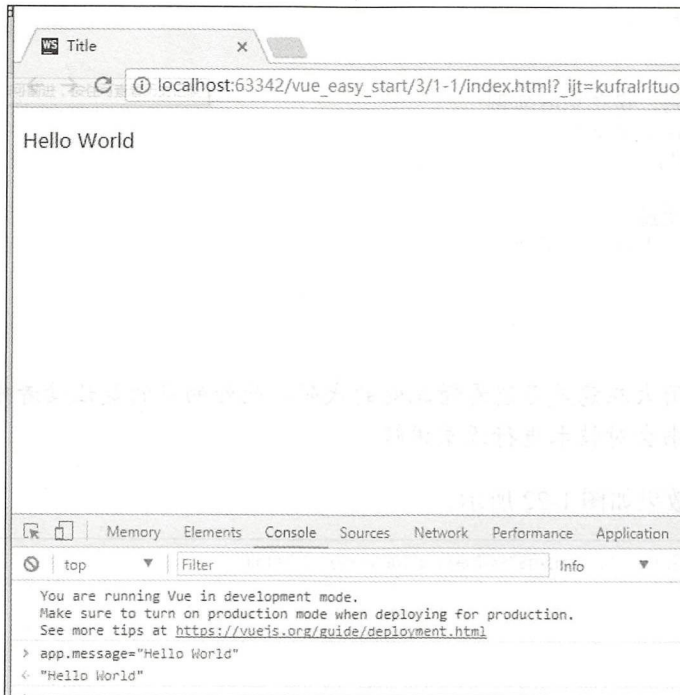 WS Title ×
localhost:63342/vue_easy_start/3/1-1/index.html?_ijt=kufralrltuo
Hello World
Memory Elements Console Sources Network Performance Application
top ▼ Filter Info ▼
You are running Vue in development mode.
Make sure to turn on production mode when deploying for production.
See more tips at https://vuejs.org/guide/deployment.html
> app.message="Hello World"
< "Hello World"